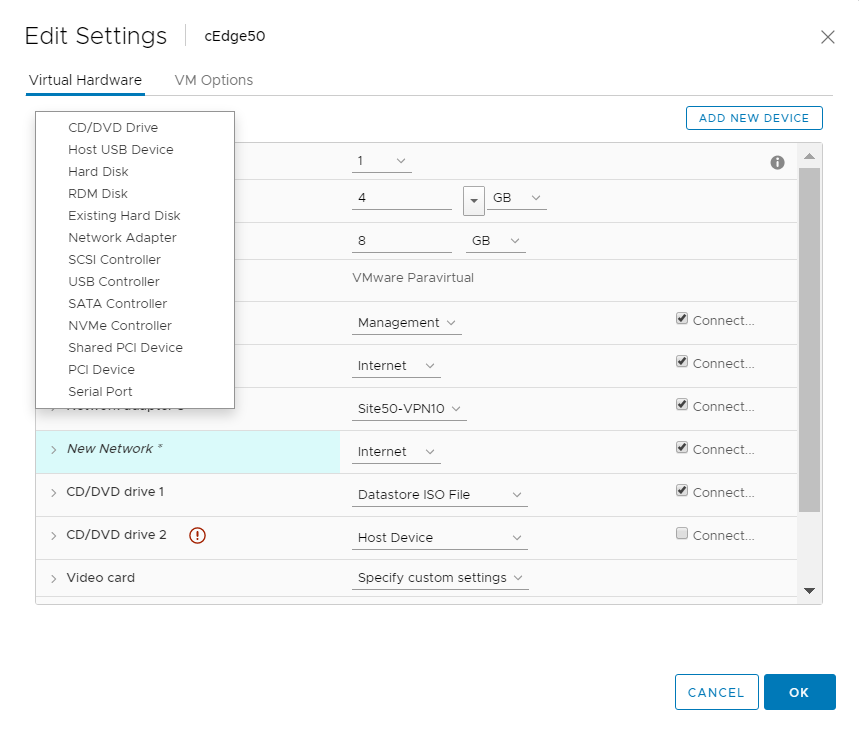 Edit Settings cEdge50
Virtual Hardware VM Options
ADD NEW DEVICE
CD/DVD Drive
Host USB Device
Hard Disk
RDM Disk
Existing Hard Disk
Network Adapter
SCSI Controller
USB Controller
SATA Controller
NVMe Controller
Shared PCI Device
PCI Device
Serial Port
1
4 GB
8 GB
VMware Paravirtual
Management Connect...
Internet Connect...
Site50-VPN10 Connect...
New Network * Internet Connect...
CD/DVD drive 1 Datastore ISO File Connect...
CD/DVD drive 2 Host Device Connect...
Video card Specify custom settings
CANCEL OK